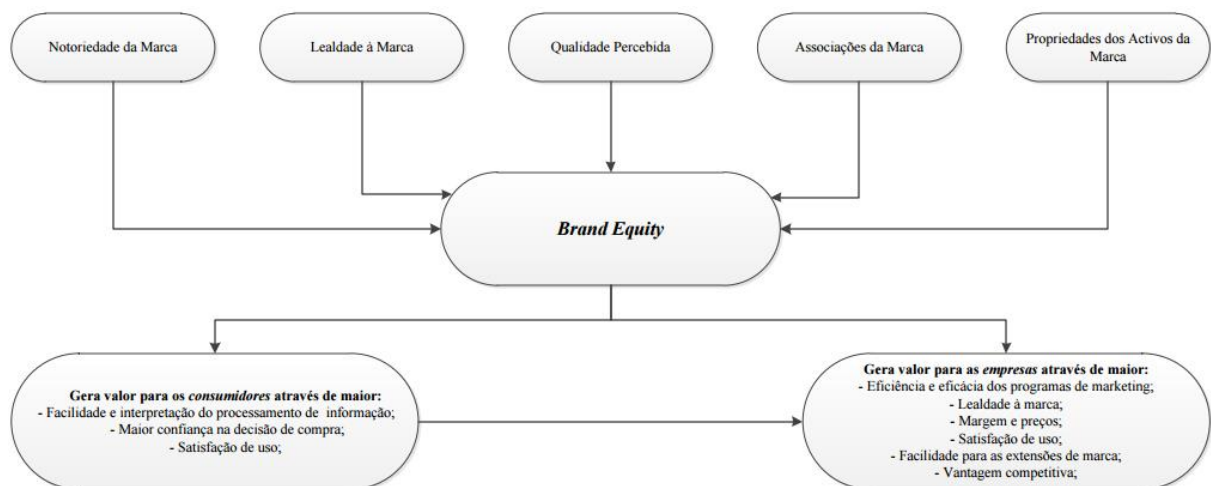 Notoriedade da Marca
Lealdade à Marca
Qualidade Percebida
Associações da Marca
Propriedades dos Activos da
Marca
Brand Equity
Gera valor para os consumidores através de maior:
- Facilidade e interpretação do processamento de informação;
- Maior confiança na decisão de compra;
- Satisfação de uso;
Gera valor para as empresas através de maior:
- Eficiência e eficácia dos programas de marketing;
- Lealdade à marca;
- Margem e preços;
- Satisfação de uso;
- Facilidade para as extensões de marca;
- Vantagem competitiva;